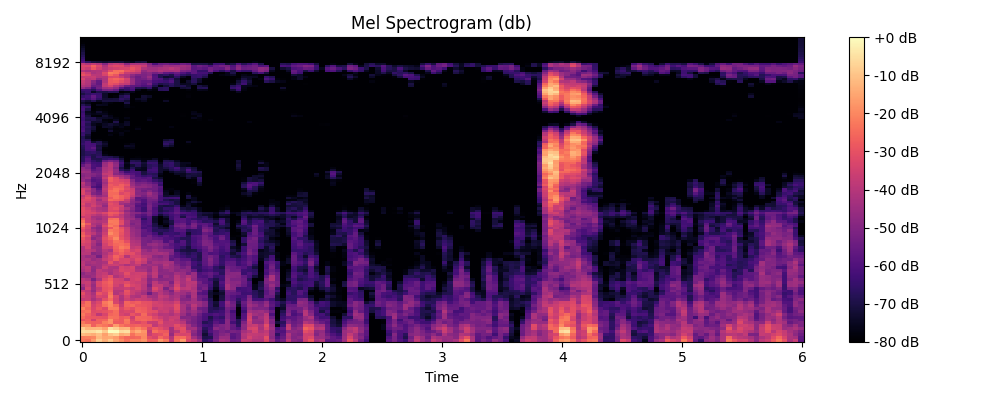 Mel Spectrogram (db)
Hz
8192
4096
2048
1024
512
0
0 1 2 3 4 5 6
Time
+0 dB
-10 dB
-20 dB
-30 dB
-40 dB
-50 dB
-60 dB
-70 dB
-80 dB